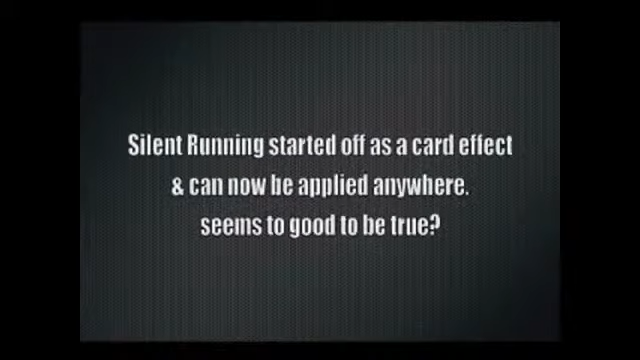 Silent Running started off as a card effect
& can now be applied anywhere.
seems to good to be true?